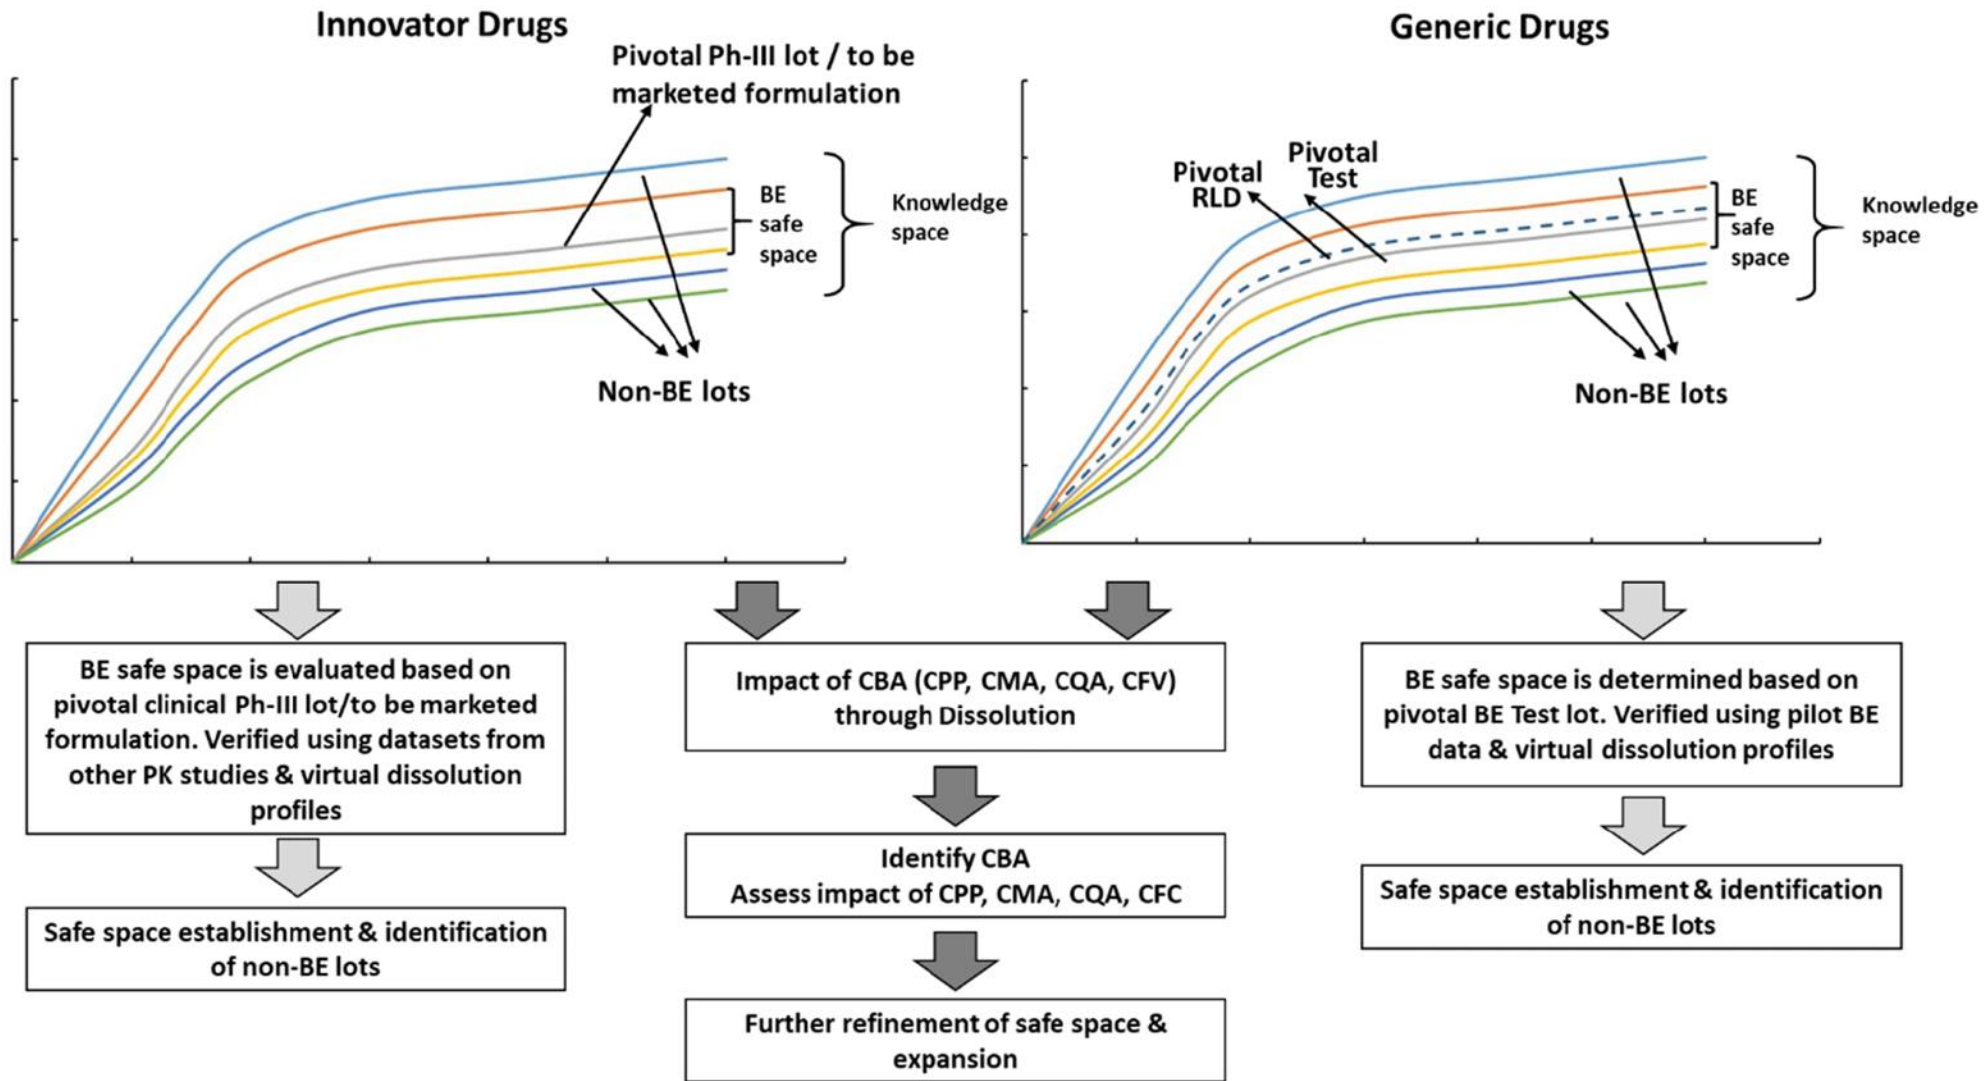 Innovator Drugs
Pivotal Ph-III lot / to be
marketed formulation
BE
safe
space
Knowledge
space
Non-BE lots
Generic Drugs
Pivotal
RLD
Pivotal
Test
BE
safe
space
Knowledge
space
Non-BE lots
BE safe space is evaluated based on
pivotal clinical Ph-III lot/to be marketed
formulation. Verified using datasets from
other PK studies & virtual dissolution
profiles
Safe space establishment & identification
of non-BE lots
Impact of CBA (CPP, CMA, CQA, CFV)
through Dissolution
Identify CBA
Assess impact of CPP, CMA, CQA, CFC
Further refinement of safe space &
expansion
BE safe space is determined based on
pivotal BE Test lot. Verified using pilot BE
data & virtual dissolution profiles
Safe space establishment & identification
of non-BE lots